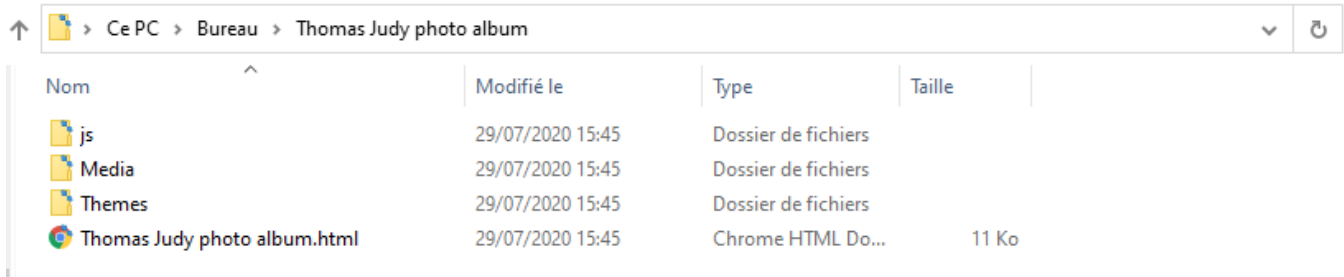 Ce PC > Bureau > Thomas Judy photo album
Nom Modifié le Type Taille
js 29/07/2020 15:45 Dossier de fichiers
Media 29/07/2020 15:45 Dossier de fichiers
Themes 29/07/2020 15:45 Dossier de fichiers
Thomas Judy photo album.html 29/07/2020 15:45 Chrome HTML Do... 11 Ko